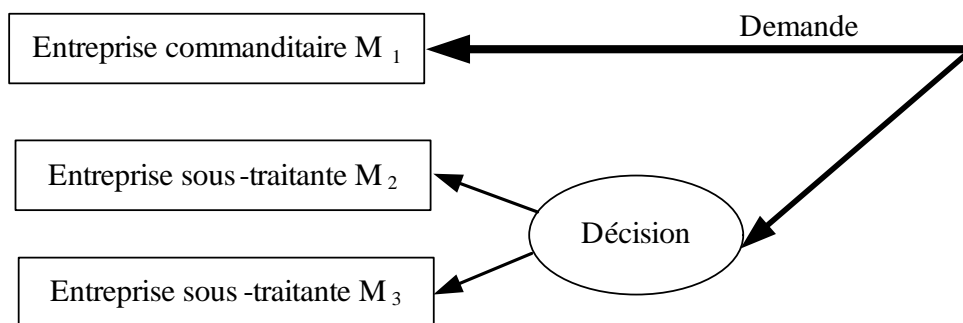 Demande
Entreprise commanditaire M 1
Entreprise sous-traitante M 2
Décision
Entreprise sous-traitante M 3